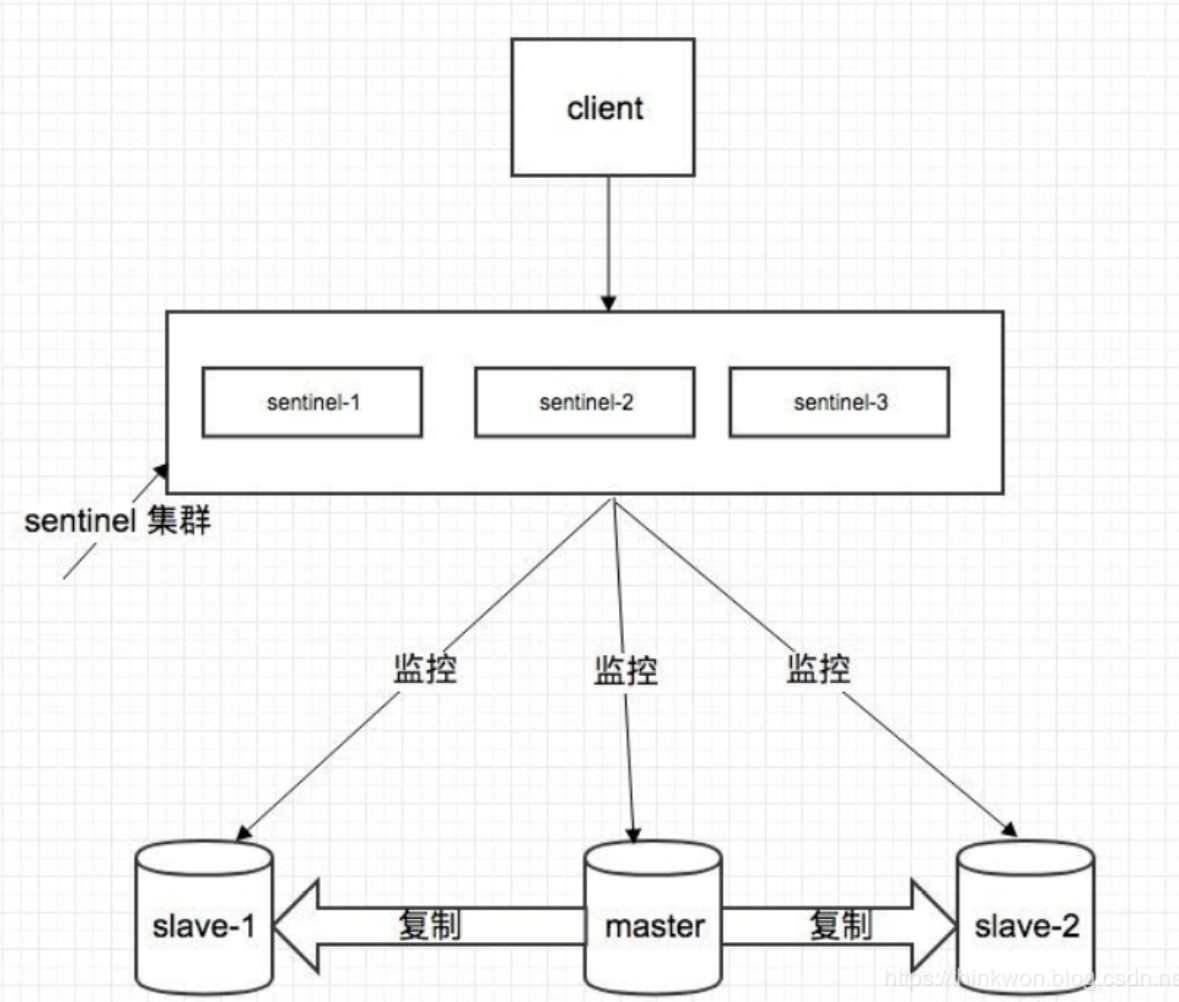 client
sentinel-1
sentinel-2
sentinel-3
sentinel 集群
监控
监控
监控
slave-1
复制
master
复制
slave-2
https://thinkwon.blog.csdn.ne